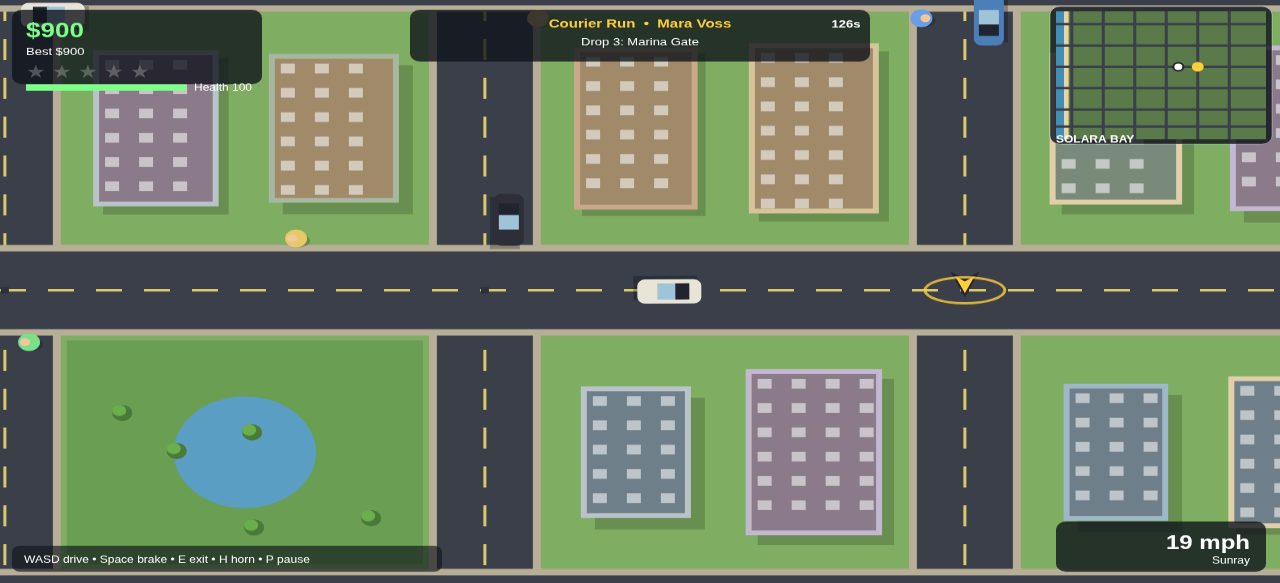 $900
Best $900
★ ★ ★ ★ ★
Health 100
Courier Run • Mara Voss
126s
Drop 3: Marina Gate
SOLARA BAY
WASD drive • Space brake • E exit • H horn • P pause
19 mph
Sunray